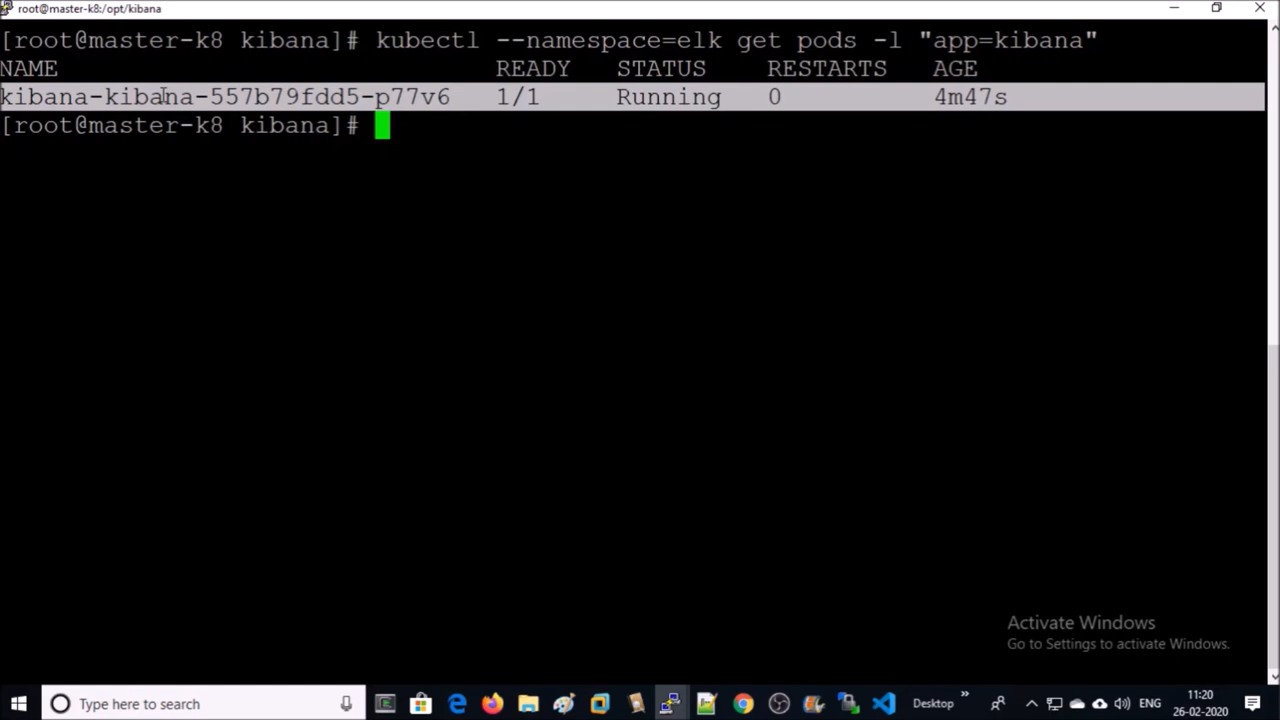 root@master-k8:/opt/kibana
[root@master-k8 kibana]# kubectl --namespace=elk get pods -l "app=kibana"
NAME READY STATUS RESTARTS AGE
kibana-kibana-557b79fdd5-p77v6 1/1 Running 0 4m47s
[root@master-k8 kibana]#
Activate Windows
Go to Settings to activate Windows.
Type here to search
Desktop
ENG
11:20
26-02-2020